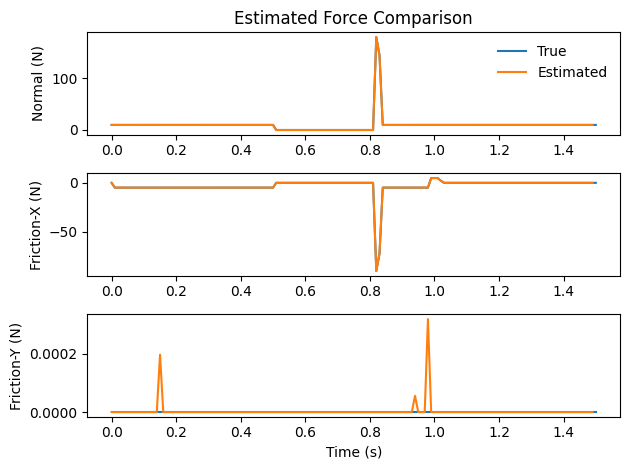 Estimated Force Comparison
Normal (N)
100
0
True
Estimated
0.0 0.2 0.4 0.6 0.8 1.0 1.2 1.4
Friction-X (N)
0
−50
0.0 0.2 0.4 0.6 0.8 1.0 1.2 1.4
Friction-Y (N)
0.0002
0.0000
0.0 0.2 0.4 0.6 0.8 1.0 1.2 1.4
Time (s)